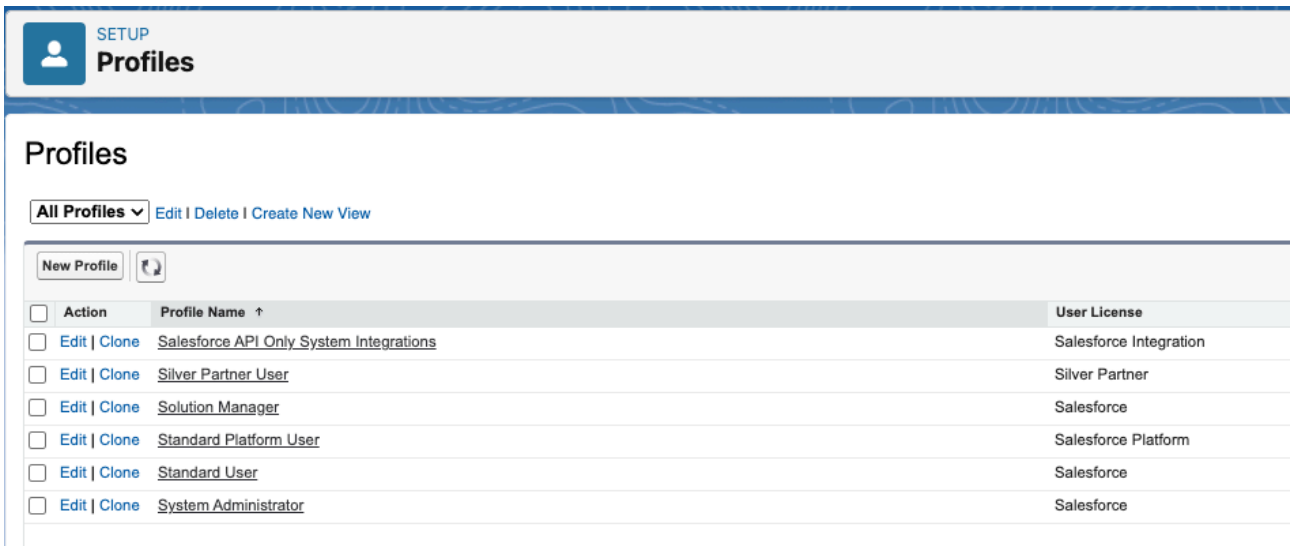 SETUP
Profiles
Profiles
All Profiles Edit | Delete | Create New View
New Profile
Action Profile Name ↑ User License
Edit | Clone Salesforce API Only System Integrations Salesforce Integration
Edit | Clone Silver Partner User Silver Partner
Edit | Clone Solution Manager Salesforce
Edit | Clone Standard Platform User Salesforce Platform
Edit | Clone Standard User Salesforce
Edit | Clone System Administrator Salesforce